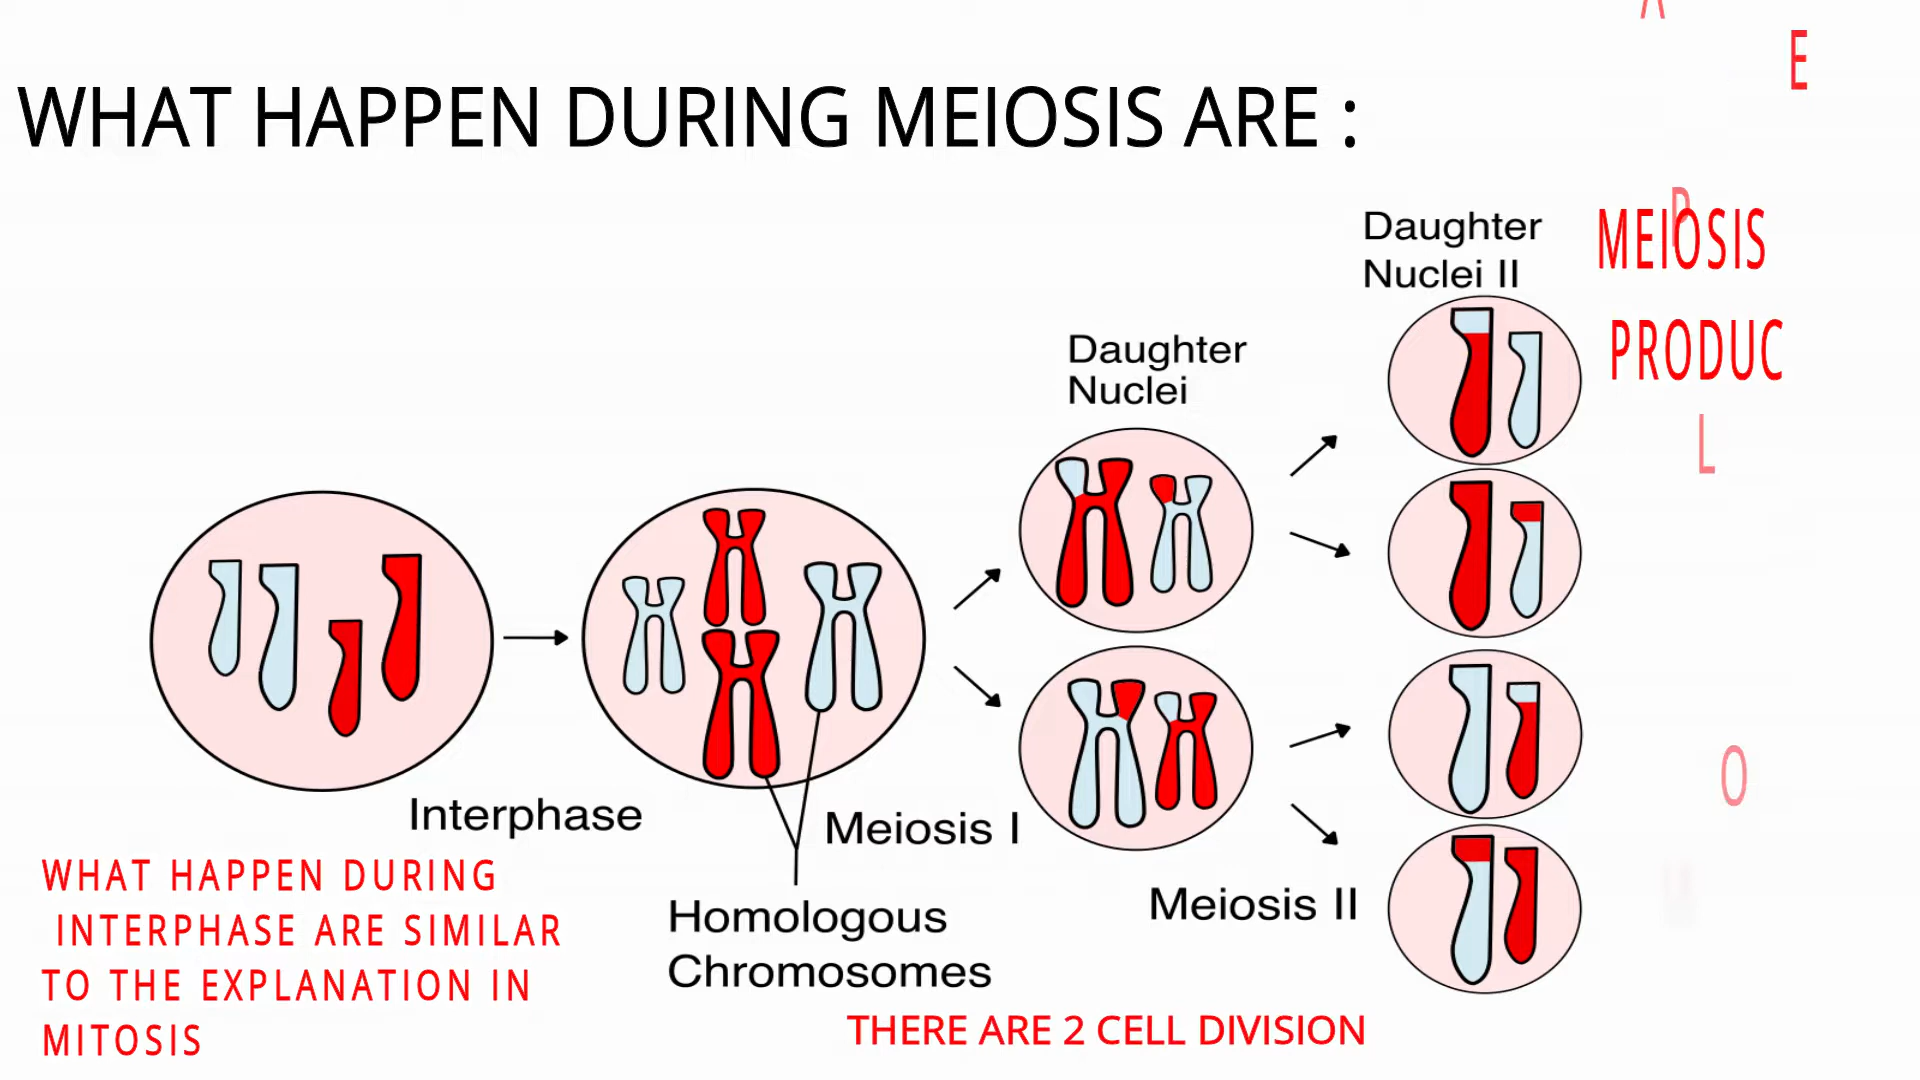 WHAT HAPPEN DURING MEIOSIS ARE :
E
Daughter
Nuclei II
P
MEIOSIS
PRODUC
L
Daughter
Nuclei
O
Interphase
Meiosis I
Meiosis II
Homologous
Chromosomes
WHAT HAPPEN DURING
INTERPHASE ARE SIMILAR
TO THE EXPLANATION IN
MITOSIS
THERE ARE 2 CELL DIVISION